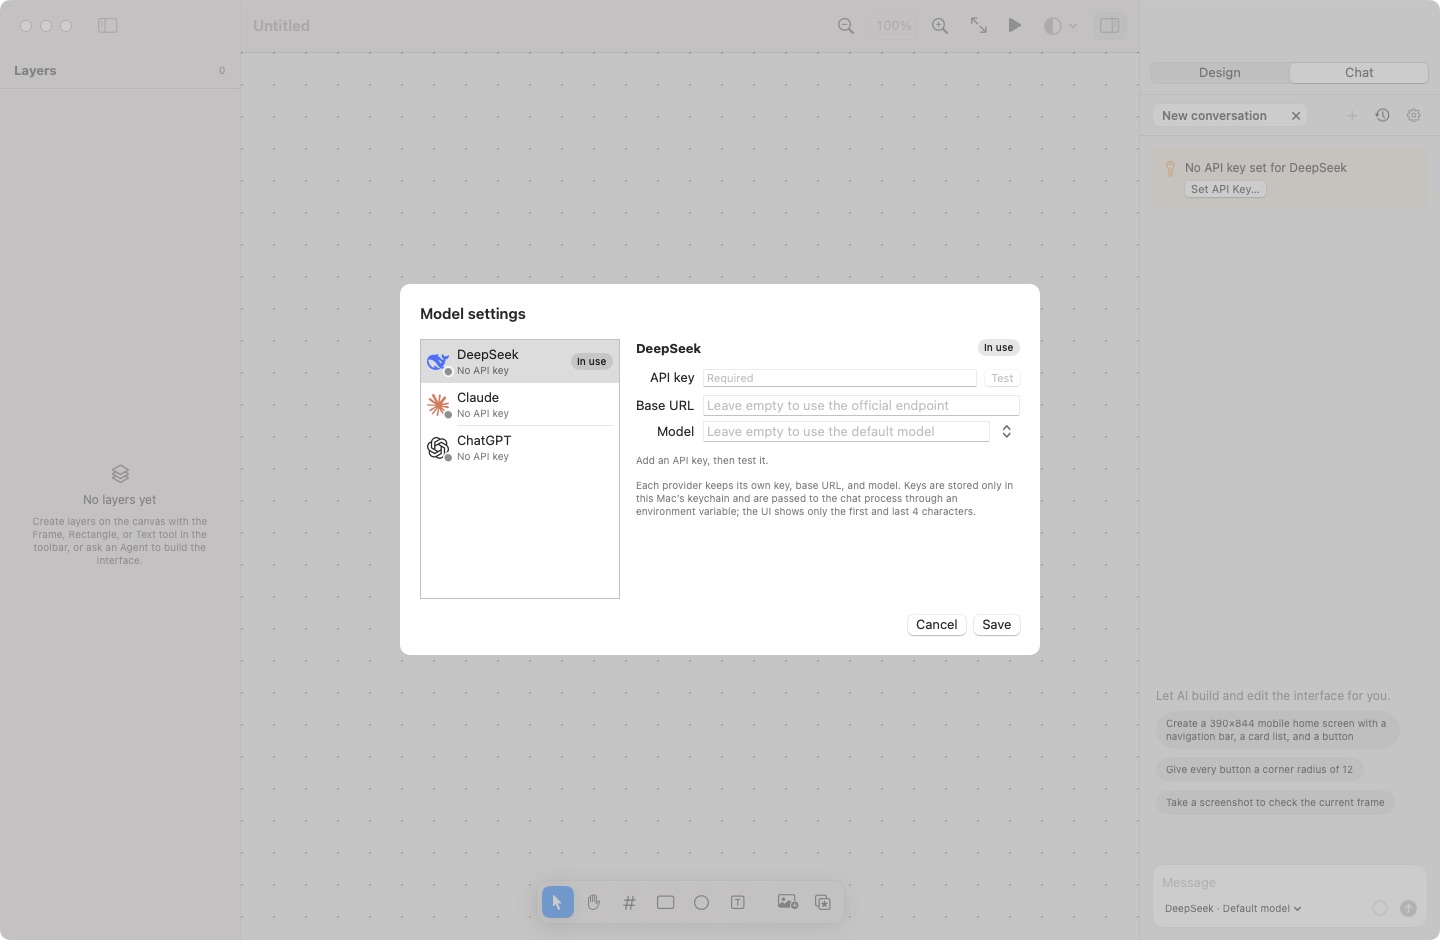 Untitled
100%
Layers
0
Design
Chat
New conversation
No API key set for DeepSeek
Set API Key...
Model settings
DeepSeek
No API key
In use
Claude
No API key
ChatGPT
No API key
DeepSeek
In use
API key
Required
Test
Base URL
Leave empty to use the official endpoint
Model
Leave empty to use the default model
Add an API key, then test it.
Each provider keeps its own key, base URL, and model. Keys are stored only in
this Mac's keychain and are passed to the chat process through an
environment variable; the UI shows only the first and last 4 characters.
Cancel
Save
No layers yet
Create layers on the canvas with the
Frame, Rectangle, or Text tool in the
toolbar, or ask an Agent to build the
interface.
Let AI build and edit the interface for you.
Create a 390×844 mobile home screen with a
navigation bar, a card list, and a button
Give every button a corner radius of 12
Take a screenshot to check the current frame
Message
DeepSeek · Default model